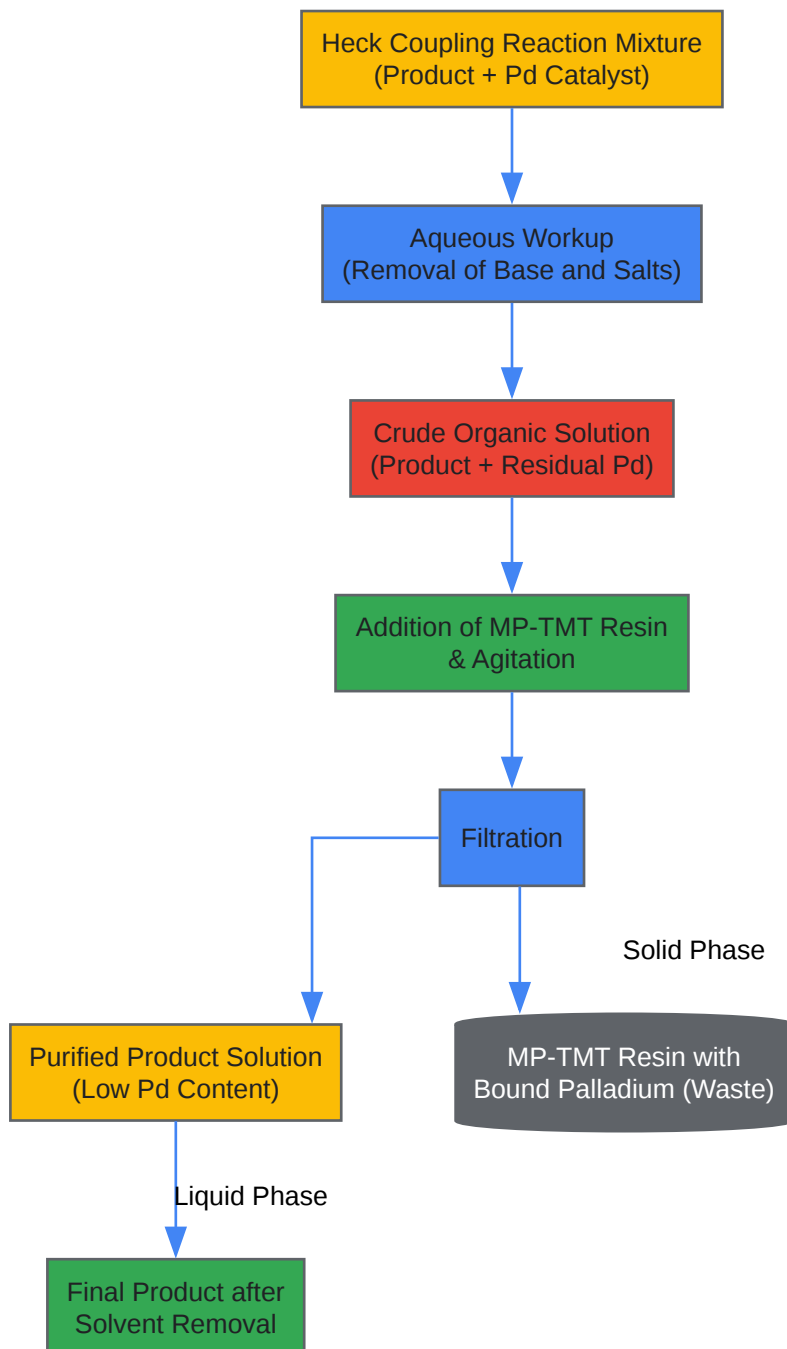 Heck Coupling Reaction Mixture
(Product + Pd Catalyst)
Aqueous Workup
(Removal of Base and Salts)
Crude Organic Solution
(Product + Residual Pd)
Addition of MP-TMT Resin
& Agitation
Filtration
Solid Phase
Purified Product Solution
(Low Pd Content)
MP-TMT Resin with
Bound Palladium (Waste)
Liquid Phase
Final Product after
Solvent Removal